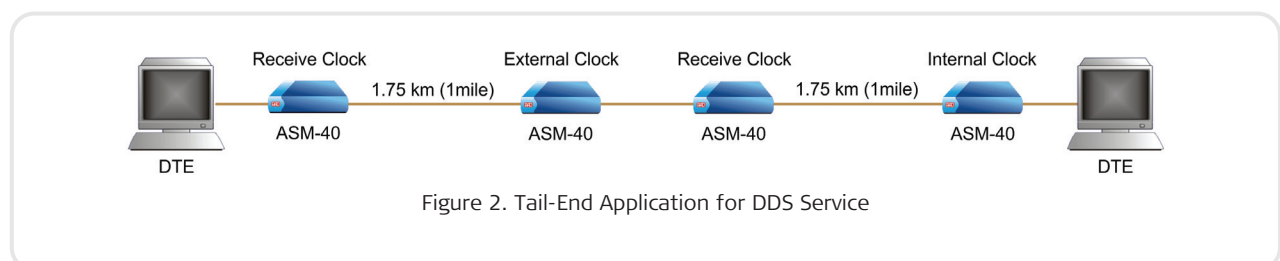 Receive Clock
External Clock
Receive Clock
Internal Clock
1.75 km (1mile)
1.75 km (1mile)
ASM-40
ASM-40
ASM-40
ASM-40
DTE
DTE
Figure 2. Tail-End Application for DDS Service